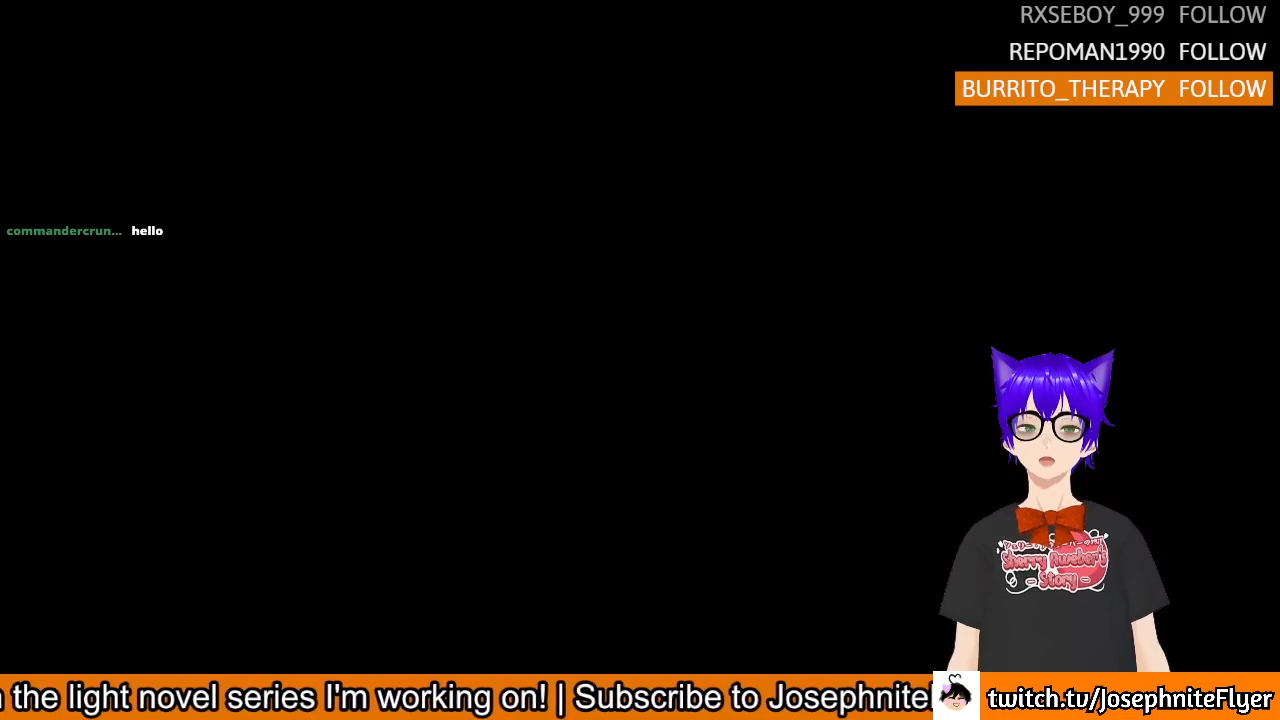 RXSEBOY_999 FOLLOW
REPOMAN1990 FOLLOW
BURRITO_THERAPY FOLLOW
commandercrun... hello
Sherry Aweber's
Story
the light novel series I'm working on! | Subscribe to Josephnite
twitch.tv/JosephniteFlyer